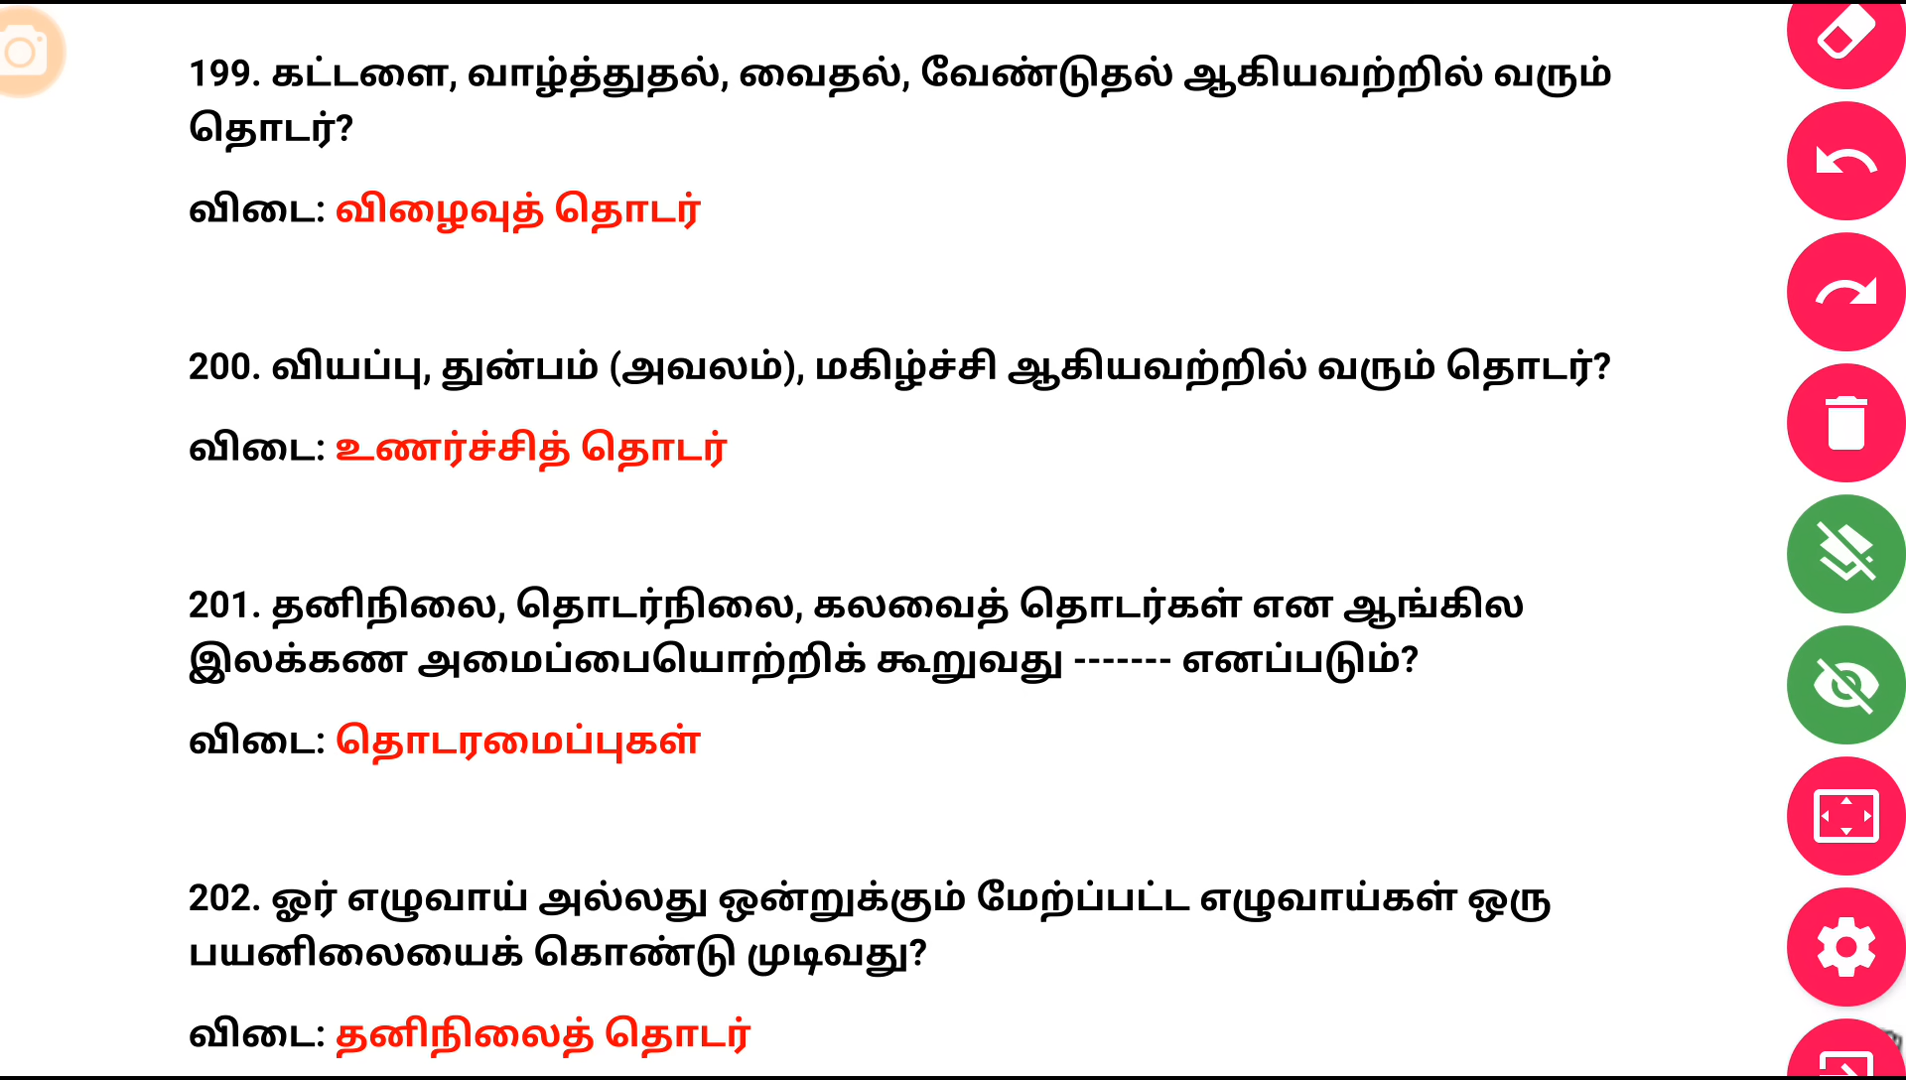 199. கட்டளை, வாழ்த்துதல், வைதல், வேண்டுதல் ஆகியவற்றில் வரும்
தொடர்?
விடை: விழைவுத் தொடர்
200. வியப்பு, துன்பம் (அவலம்), மகிழ்ச்சி ஆகியவற்றில் வரும் தொடர்?
விடை: உணர்ச்சித் தொடர்
201. தனிநிலை, தொடர்நிலை, கலவைத் தொடர்கள் என ஆங்கில
இலக்கண அமைப்பையொற்றிக் கூறுவது ------- எனப்படும்?
விடை: தொடரமைப்புகள்
202. ஓர் எழுவாய் அல்லது ஒன்றுக்கும் மேற்ப்பட்ட எழுவாய்கள் ஒரு
பயனிலையைக் கொண்டு முடிவது?
விடை: தனிநிலைத் தொடர்